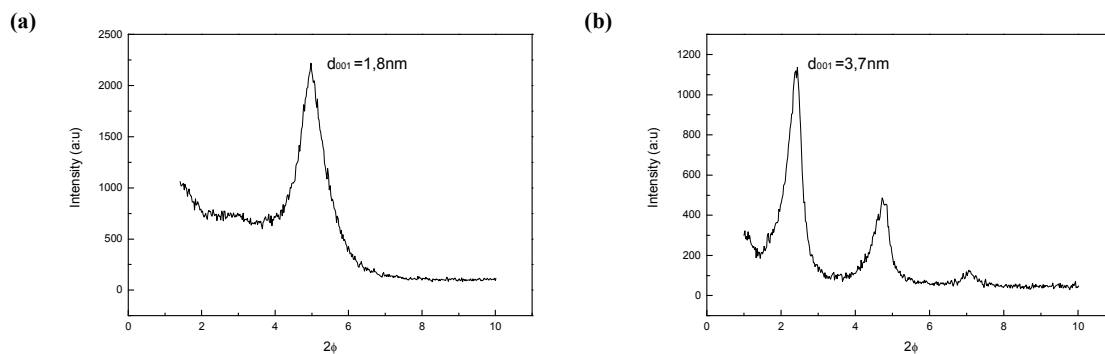 (a)
d001 =1,8nm
Intensity (a:u)
2500
2000
1500
1000
500
0
0 2 4 6 8 10
2ϕ
(b)
d001 =3,7nm
Intensity (a:u)
1200
1000
800
600
400
200
0
0 2 4 6 8 10
2ϕ